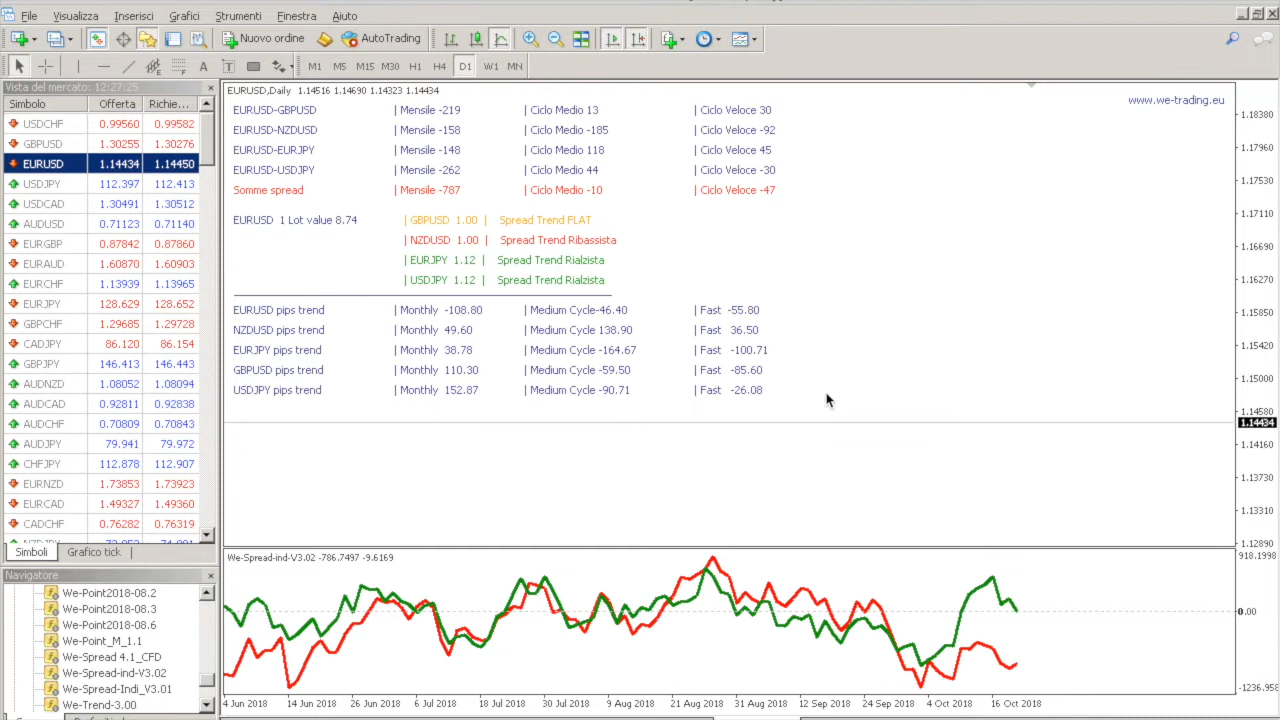 File Visualizza Inserisci Grafici Strumenti Finestra Aiuto
Nuovo ordine AutoTrading
A T M1 M5 M15 M30 H1 H4 D1 W1 MN
Vista del mercato: 12:27:25
Simbolo Offerta Richie...
USDCHF 0.99560 0.99582
GBPUSD 1.30255 1.30276
EURUSD 1.14434 1.14450
USDJPY 112.397 112.413
USDCAD 1.30491 1.30512
AUDUSD 0.71123 0.71140
EURGBP 0.87842 0.87860
EURAUD 1.60870 1.60903
EURCHF 1.13939 1.13965
EURJPY 128.629 128.652
GBPCHF 1.29685 1.29728
CADJPY 86.120 86.154
GBPJPY 146.413 146.443
AUDNZD 1.08052 1.08094
AUDCAD 0.92811 0.92838
AUDCHF 0.70809 0.70843
AUDJPY 79.941 79.972
CHFJPY 112.878 112.907
EURNZD 1.73853 1.73923
EURCAD 1.49327 1.49360
CADCHF 0.76282 0.76319
Simboli Grafico tick
Navigatore
We-Point2018-08.2
We-Point2018-08.3
We-Point2018-08.6
We-Point_M_1.1
We-Spread 4.1_CFD
We-Spread-ind-V3.02
We-Spread-Indi_V3.01
We-Trend-3.00
EURUSD,Daily 1.14516 1.14690 1.14323 1.14434
www.we-trading.eu
EURUSD-GBPUSD | Mensile -219 | Ciclo Medio 13 | Ciclo Veloce 30
EURUSD-NZDUSD | Mensile -158 | Ciclo Medio -185 | Ciclo Veloce -92
EURUSD-EURJPY | Mensile -148 | Ciclo Medio 118 | Ciclo Veloce 45
EURUSD-USDJPY | Mensile -262 | Ciclo Medio 44 | Ciclo Veloce -30
Somme spread | Mensile -787 | Ciclo Medio -10 | Ciclo Veloce -47
EURUSD 1 Lot value 8.74 | GBPUSD 1.00 | Spread Trend FLAT
| NZDUSD 1.00 | Spread Trend Ribassista
| EURJPY 1.12 | Spread Trend Rialzista
| USDJPY 1.12 | Spread Trend Rialzista
EURUSD pips trend | Monthly -108.80 | Medium Cycle-46.40 | Fast -55.80
NZDUSD pips trend | Monthly 49.60 | Medium Cycle 138.90 | Fast 36.50
EURJPY pips trend | Monthly 38.78 | Medium Cycle -164.67 | Fast -100.71
GBPUSD pips trend | Monthly 110.30 | Medium Cycle -59.50 | Fast -85.60
USDJPY pips trend | Monthly 152.87 | Medium Cycle -90.71 | Fast -26.08
1.18380
1.17960
1.17530
1.17110
1.16690
1.16270
1.15850
1.15420
1.15000
1.14580
1.14434
1.14160
1.13730
1.13310
1.12890
We-Spread-ind-V3.02 -786.7497 -9.6169
918.1998
0.00
-1236.958
4 Jun 2018 14 Jun 2018 26 Jun 2018 6 Jul 2018 18 Jul 2018 30 Jul 2018 9 Aug 2018 21 Aug 2018 31 Aug 2018 12 Sep 2018 24 Sep 2018 4 Oct 2018 16 Oct 2018